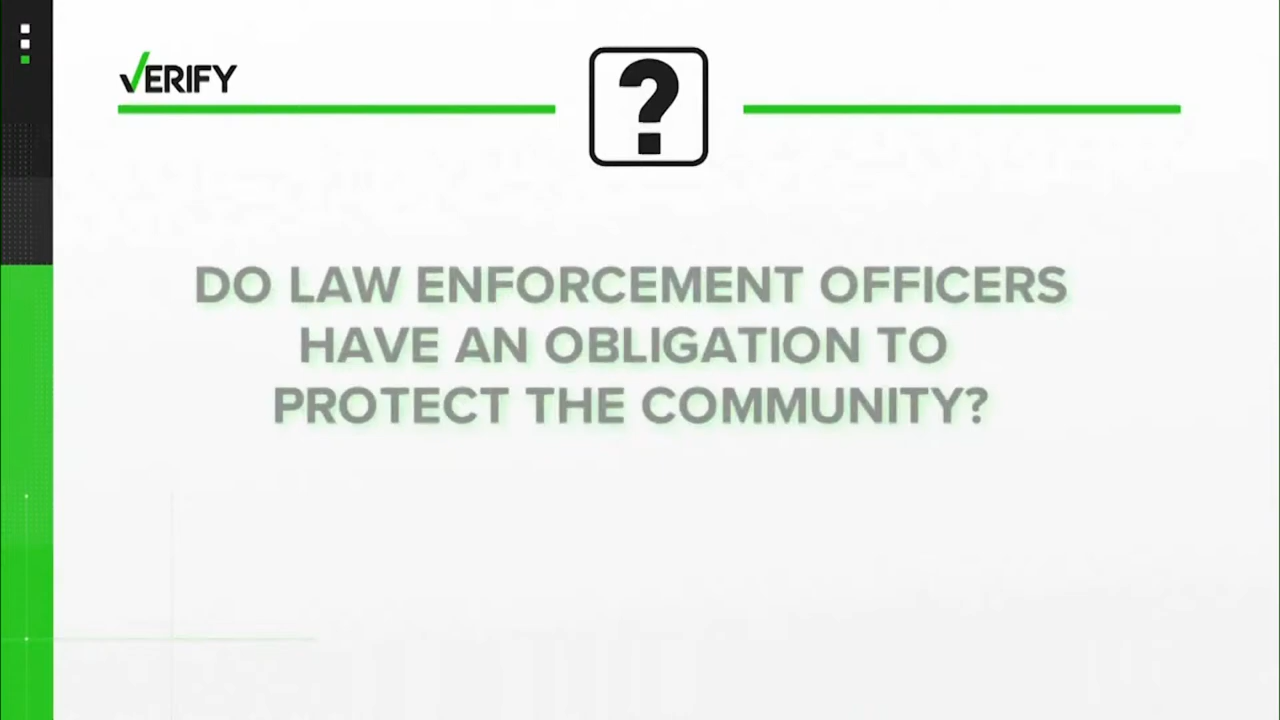 VERIFY
?
DO LAW ENFORCEMENT OFFICERS
HAVE AN OBLIGATION TO
PROTECT THE COMMUNITY?